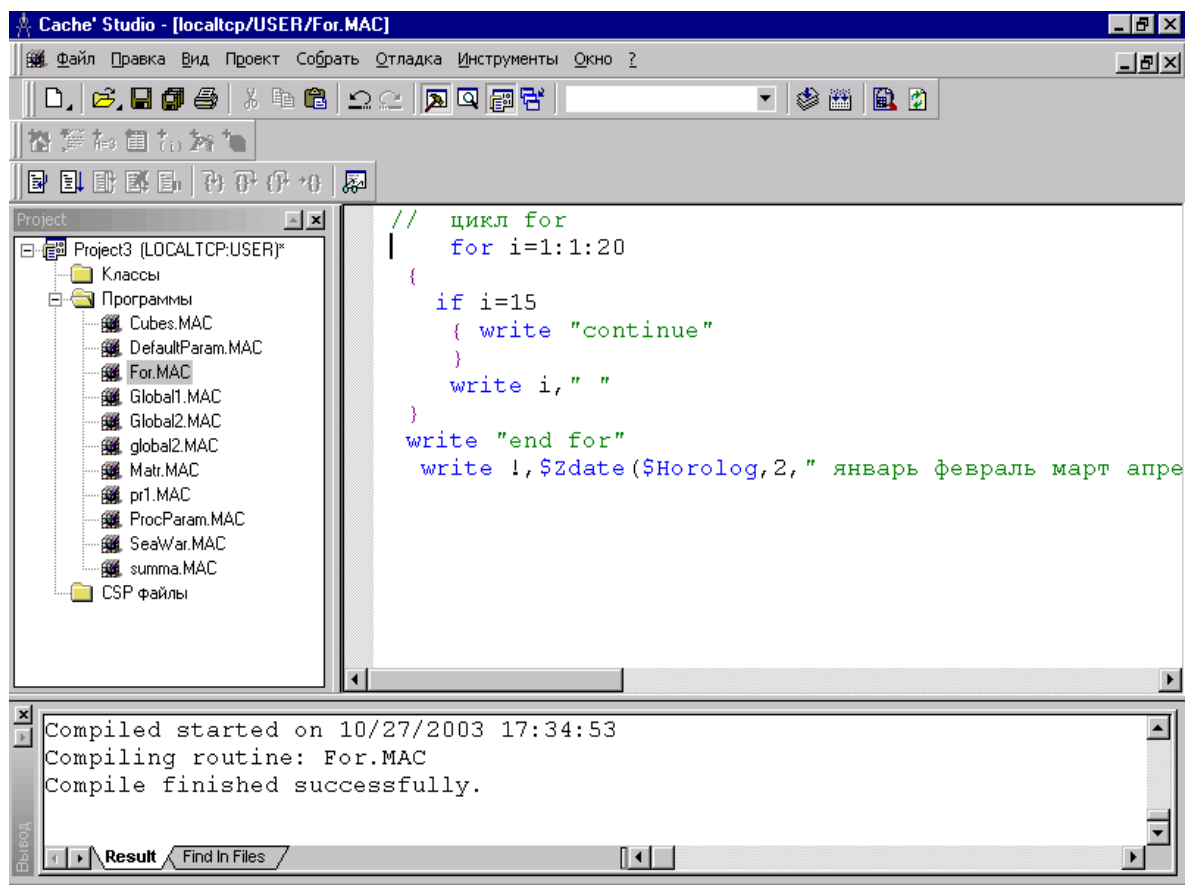 Cache' Studio - [localtcp/USER/For.MAC]
Файл Правка Вид Проект Собрать Отладка Инструменты Окно ?
Project
Project3 (LOCALTCP:USER)*
Классы
Программы
Cubes.MAC
DefaultParam.MAC
For.MAC
Global1.MAC
Global2.MAC
global2.MAC
Matr.MAC
pr1.MAC
ProcParam.MAC
SeaWar.MAC
summa.MAC
CSP файлы
// цикл for
for i=1:1:20
{
if i=15
{ write "continue"
}
write i," "
}
write "end for"
write !,$Zdate($Horolog,2," январь февраль март апре
Compiled started on 10/27/2003 17:34:53
Compiling routine: For.MAC
Compile finished successfully.
Вывод
Result Find In Files